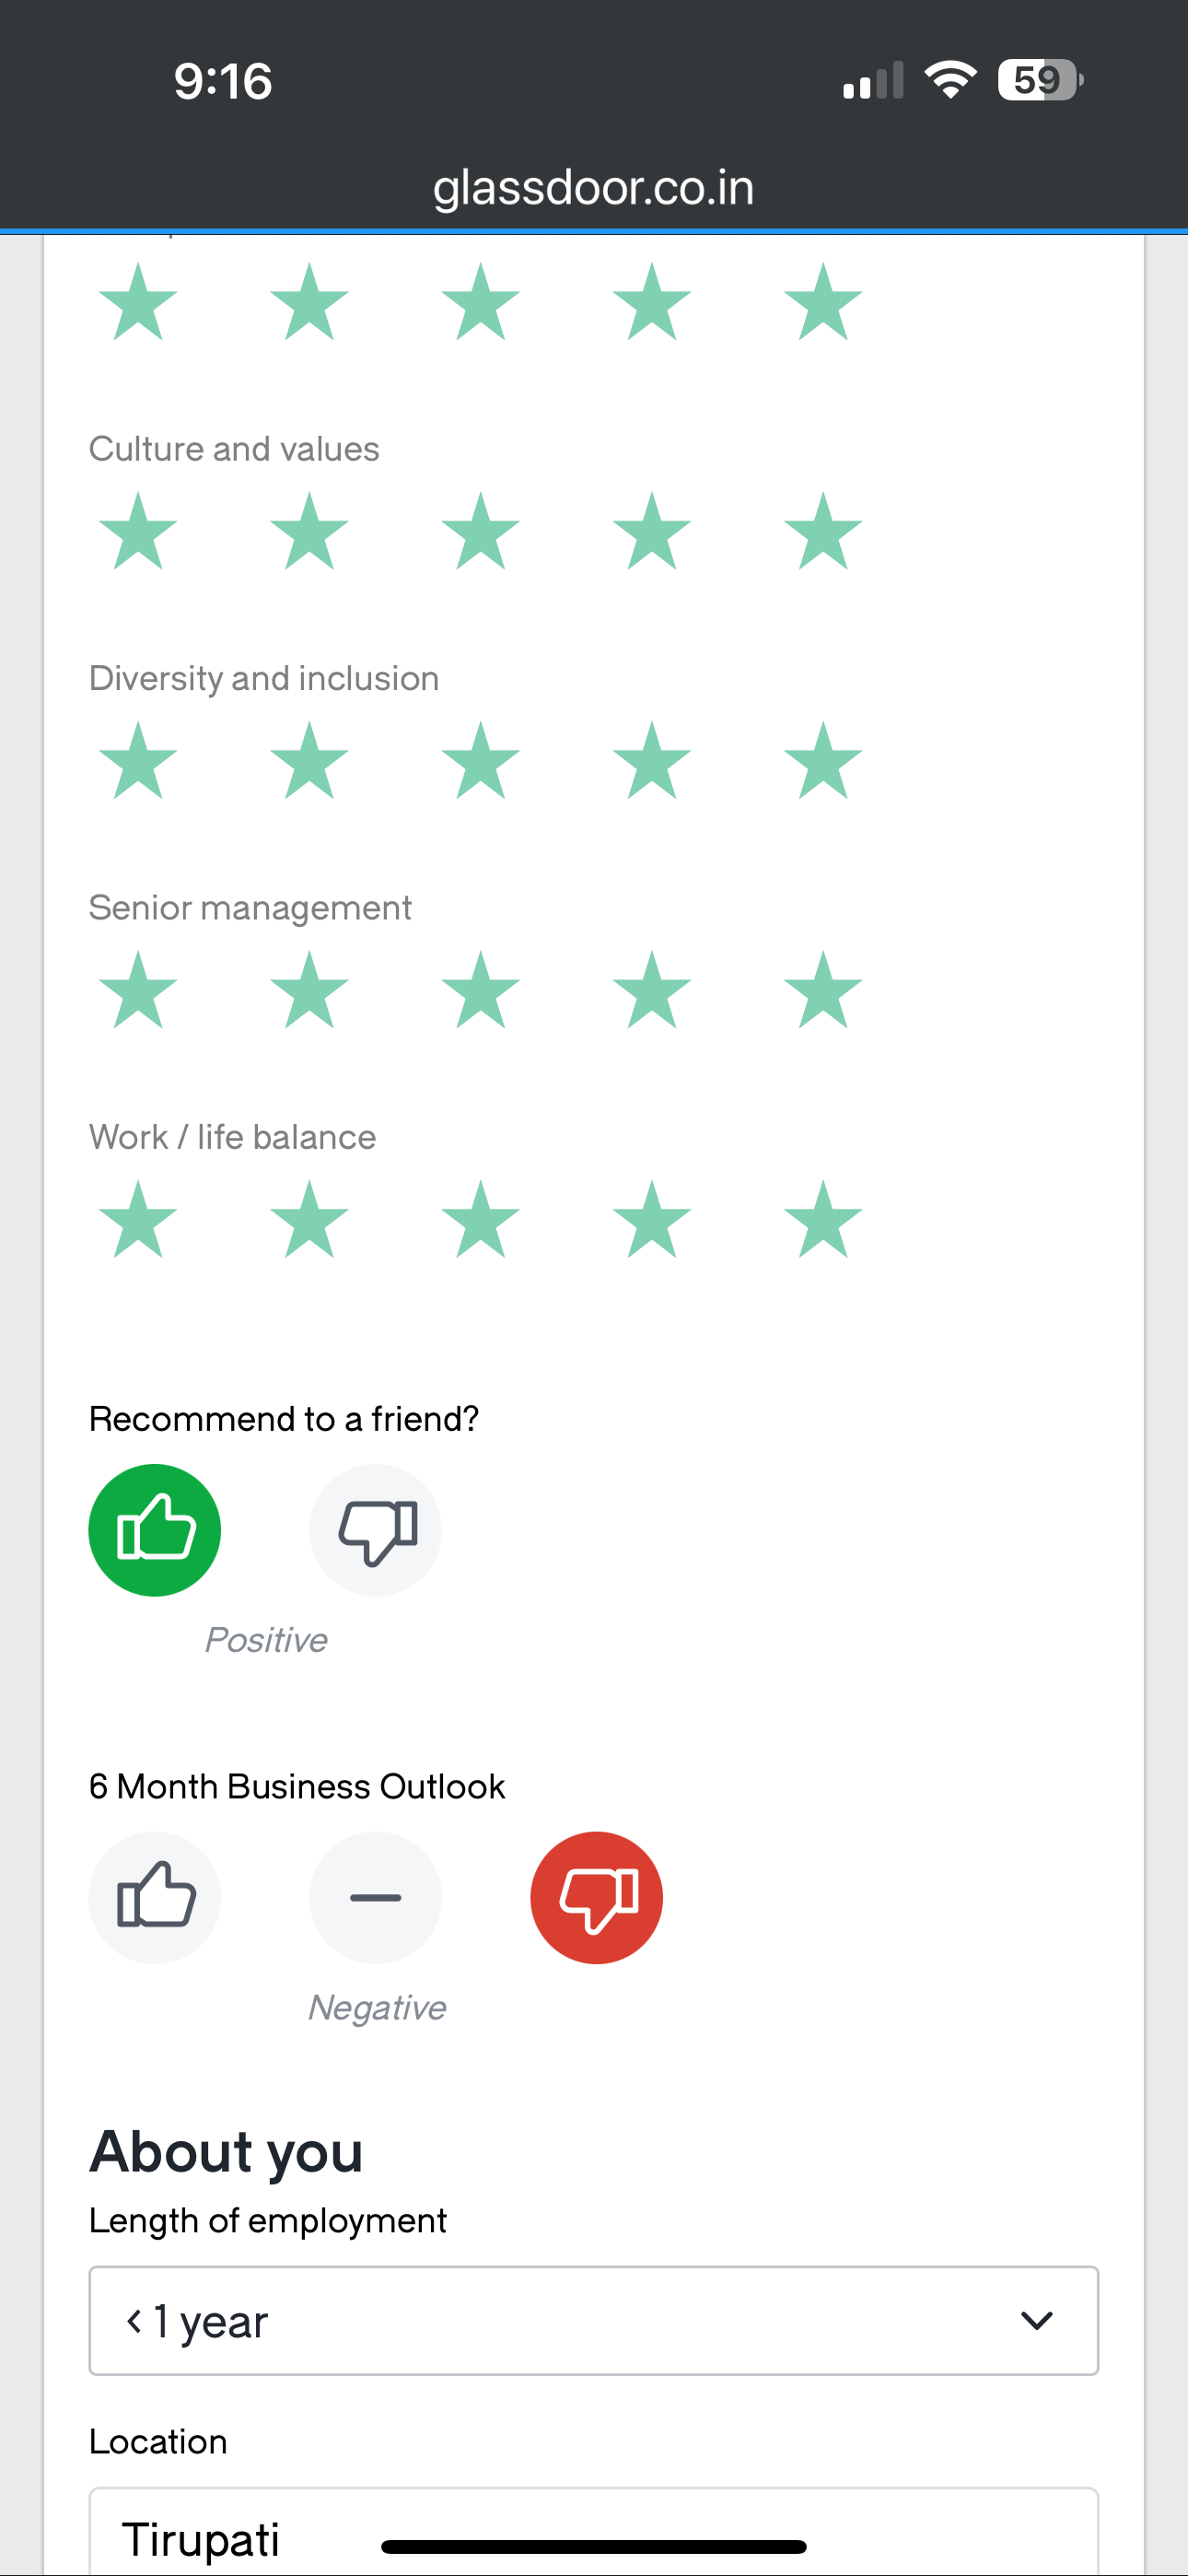 9:16
59
glassdoor.co.in
Culture and values
Diversity and inclusion
Senior management
Work / life balance
Recommend to a friend?
Positive
6 Month Business Outlook
Negative
About you
Length of employment
< 1 year
Location
Tirupati